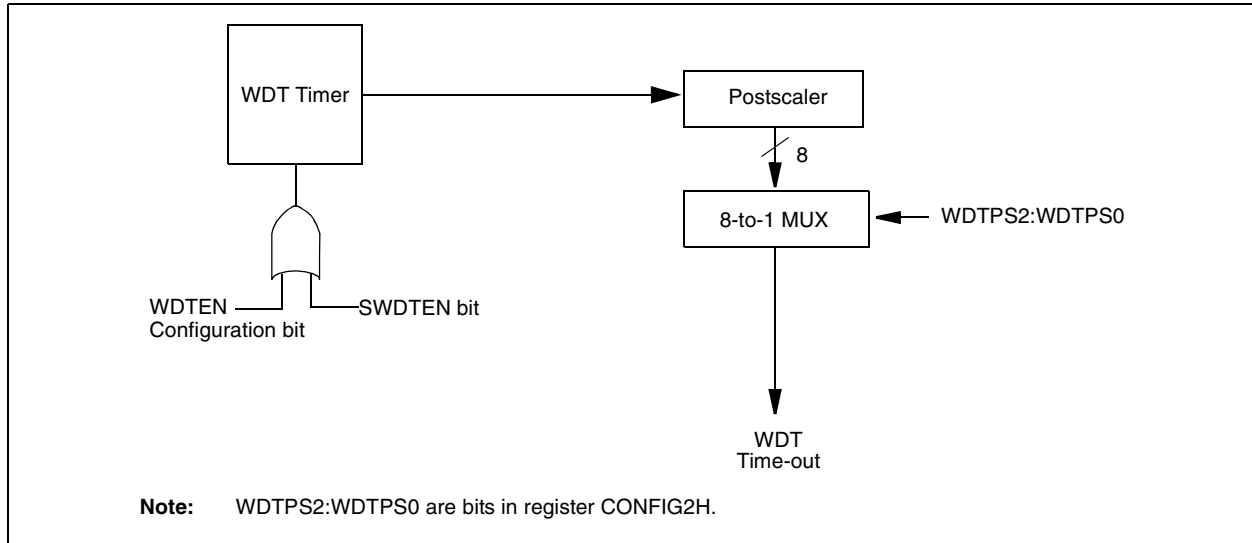 WDT Timer
Postscaler
8
8-to-1 MUX
WDTPS2:WDTPS0
WDTEN
Configuration bit
SWDTEN bit
WDT
Time-out
Note: WDTPS2:WDTPS0 are bits in register CONFIG2H.